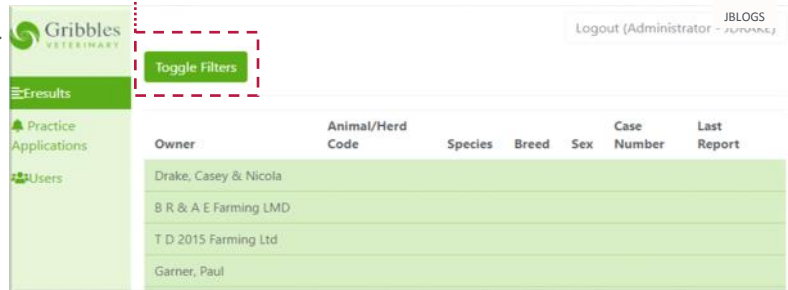 Gribbles
VETERINARY
JBLOGS
Logout (Administrator - JDRAKE)
Toggle Filters
Eresults
Practice
Applications
Users
Owner Animal/Herd Code Species Breed Sex Case Number Last Report
Drake, Casey & Nicola
B R & A E Farming LMD
T D 2015 Farming Ltd
Garner, Paul